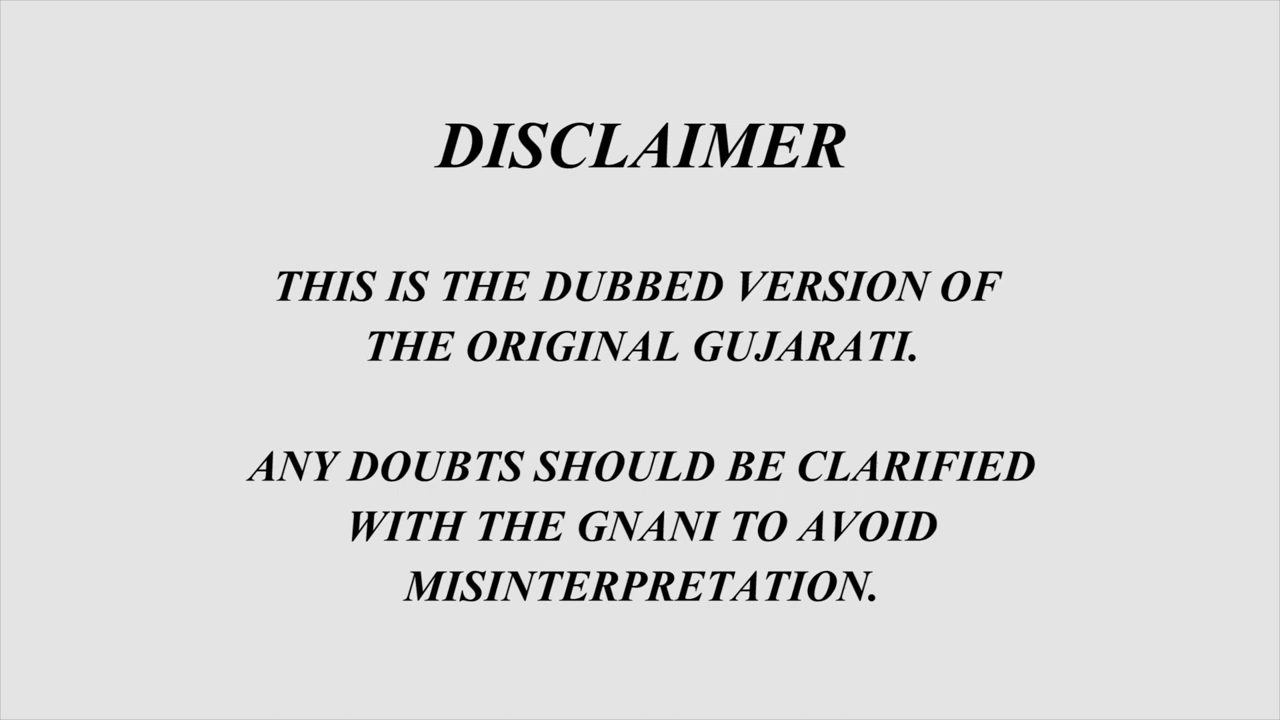 DISCLAIMER
THIS IS THE DUBBED VERSION OF
THE ORIGINAL GUJARATI.
ANY DOUBTS SHOULD BE CLARIFIED
WITH THE GNANI TO AVOID
MISINTERPRETATION.